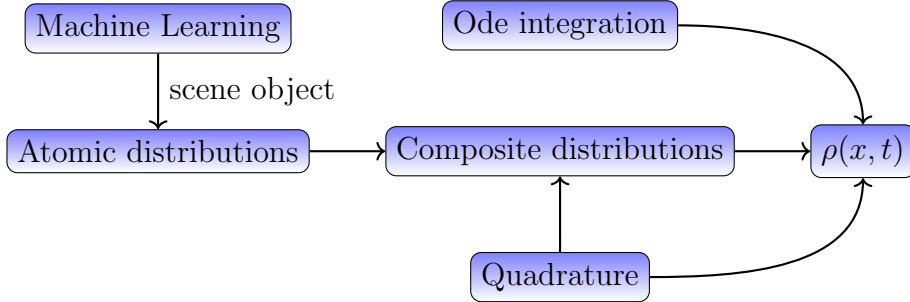 Machine Learning
Ode integration
scene object
Atomic distributions
Composite distributions
ρ(x, t)
Quadrature